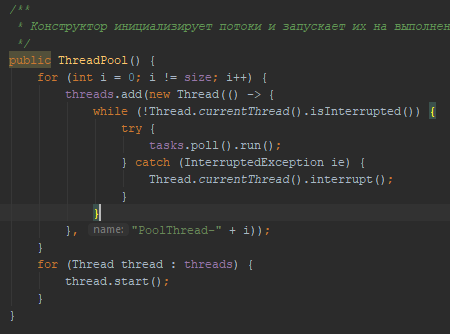 /**
* Конструктор инициализирует потоки и запускает их на
*/
public ThreadPool() {
for (int i = 0; i != size; i++) {
threads.add(new Thread(() -> {
while (!Thread.currentThread().isInterrupted()) {
try {
tasks.poll().run();
} catch (InterruptedException ie) {
Thread.currentThread().interrupt();
}
}
}, name: "PoolThread-" + i));
}
for (Thread thread : threads) {
thread.start();
}
}